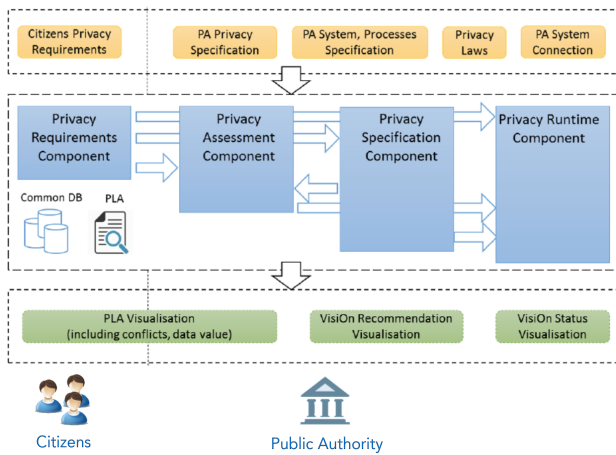 Citizens Privacy
Requirements
PA Privacy
Specification
PA System, Processes
Specification
Privacy
Laws
PA System
Connection
Privacy
Requirements
Component
Privacy
Assessment
Component
Privacy
Specification
Component
Privacy Runtime
Component
Common DB
PLA
PLA Visualisation
(including conflicts, data value)
VisiOn Recommendation
Visualisation
VisiOn Status
Visualisation
Citizens
Public Authority